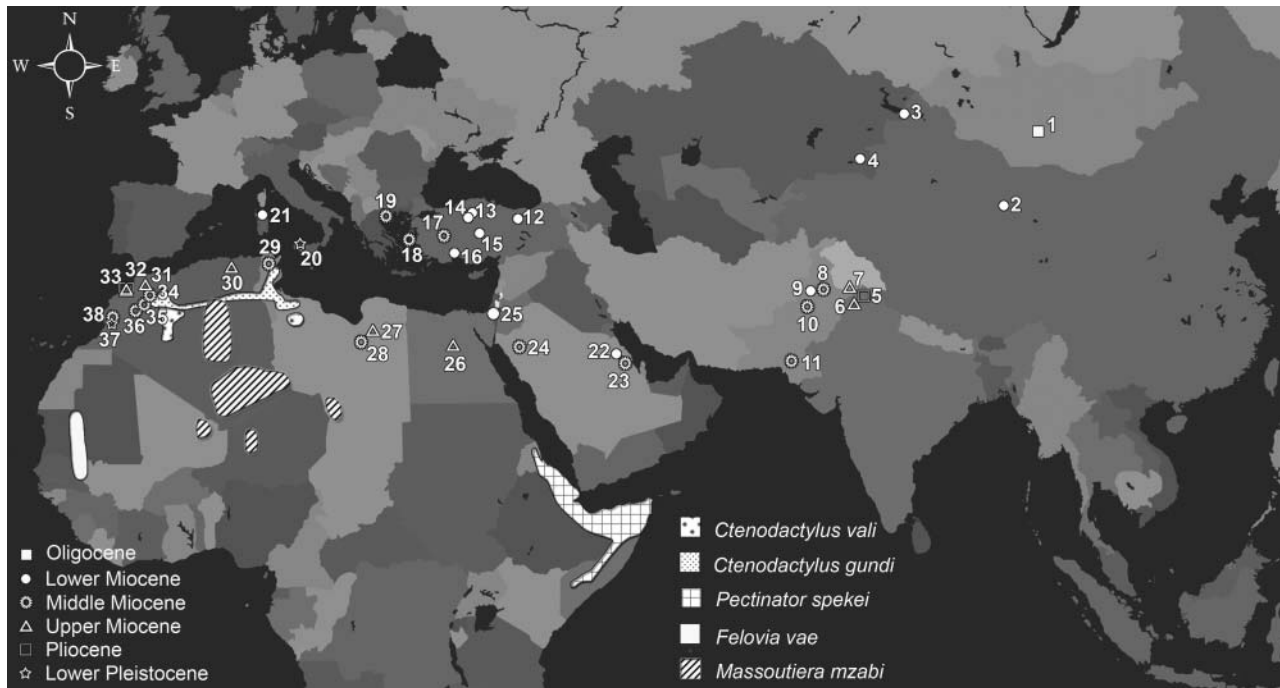 N
W E
S
1
2
3
4
5
6
7
8
9
10
11
12
13
14
15
16
17
18
19
20
21
22
23
24
25
26
27
28
29
30
31
32
33
34
35
36
37
38
Oligocene
Lower Miocene
Middle Miocene
Upper Miocene
Pliocene
Lower Pleistocene
Ctenodactylus vali
Ctenodactylus gundi
Pectinator spekei
Felovia vae
Massoutiera mzabi